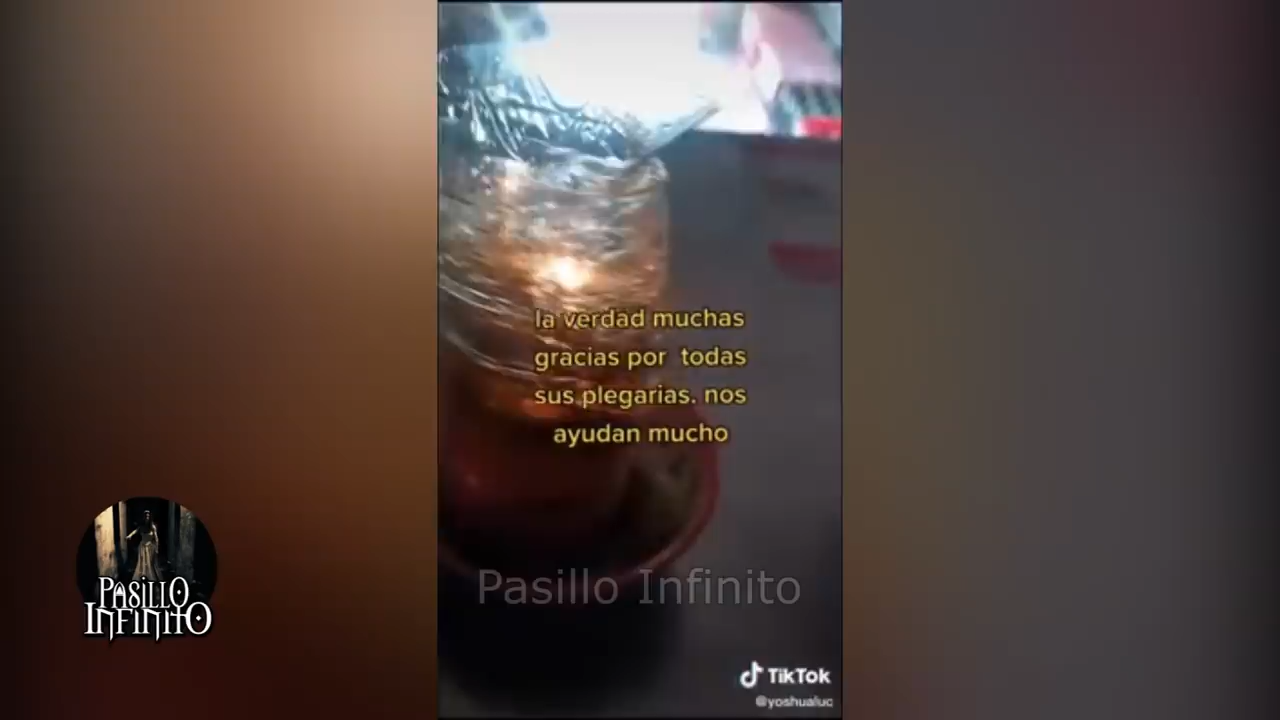 la verdad muchas
gracias por todas
sus plegarias. nos
ayudan mucho
PASILLO
INFINITO
Pasillo Infinito
TikTok
@yoshualuc